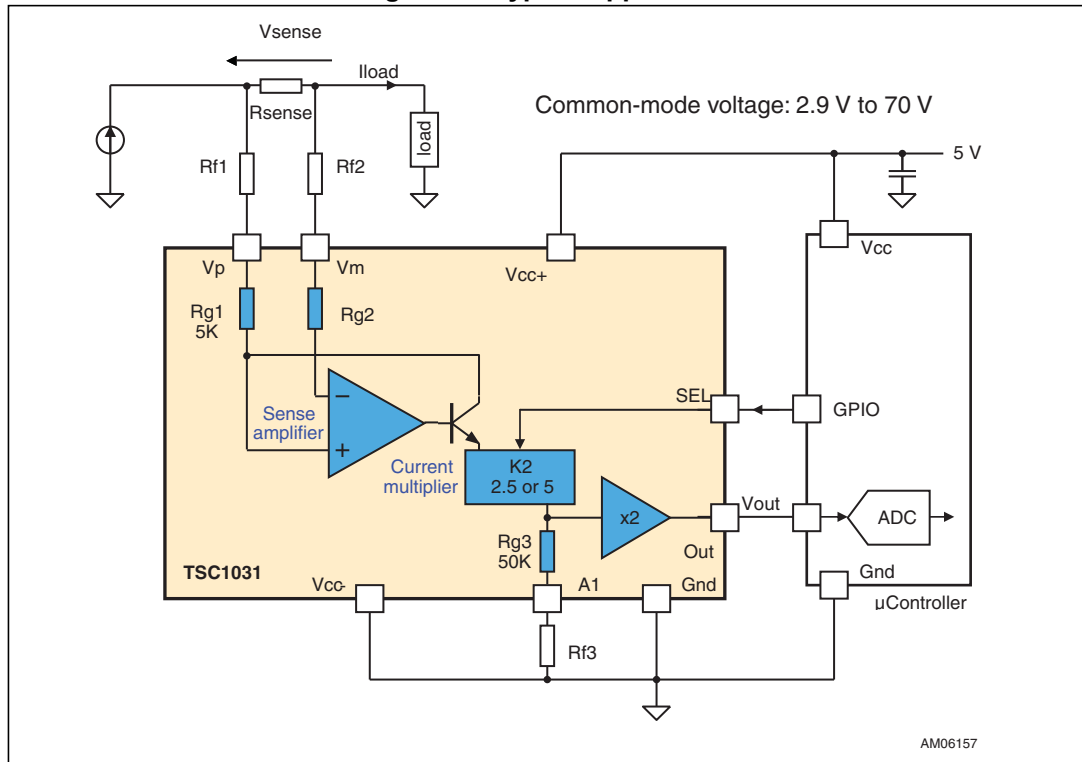 Vsense
Iload
Rsense
Common-mode voltage: 2.9 V to 70 V
load
5 V
Rf1
Rf2
Vcc
Vp
Vm
Vcc+
Rg1
5K
Rg2
SEL
GPIO
Sense
amplifier
Current
multiplier
K2
2.5 or 5
x2
Vout
ADC
Out
Rg3
50K
TSC1031
Vcc-
A1
Gnd
Gnd
µController
Rf3
AM06157